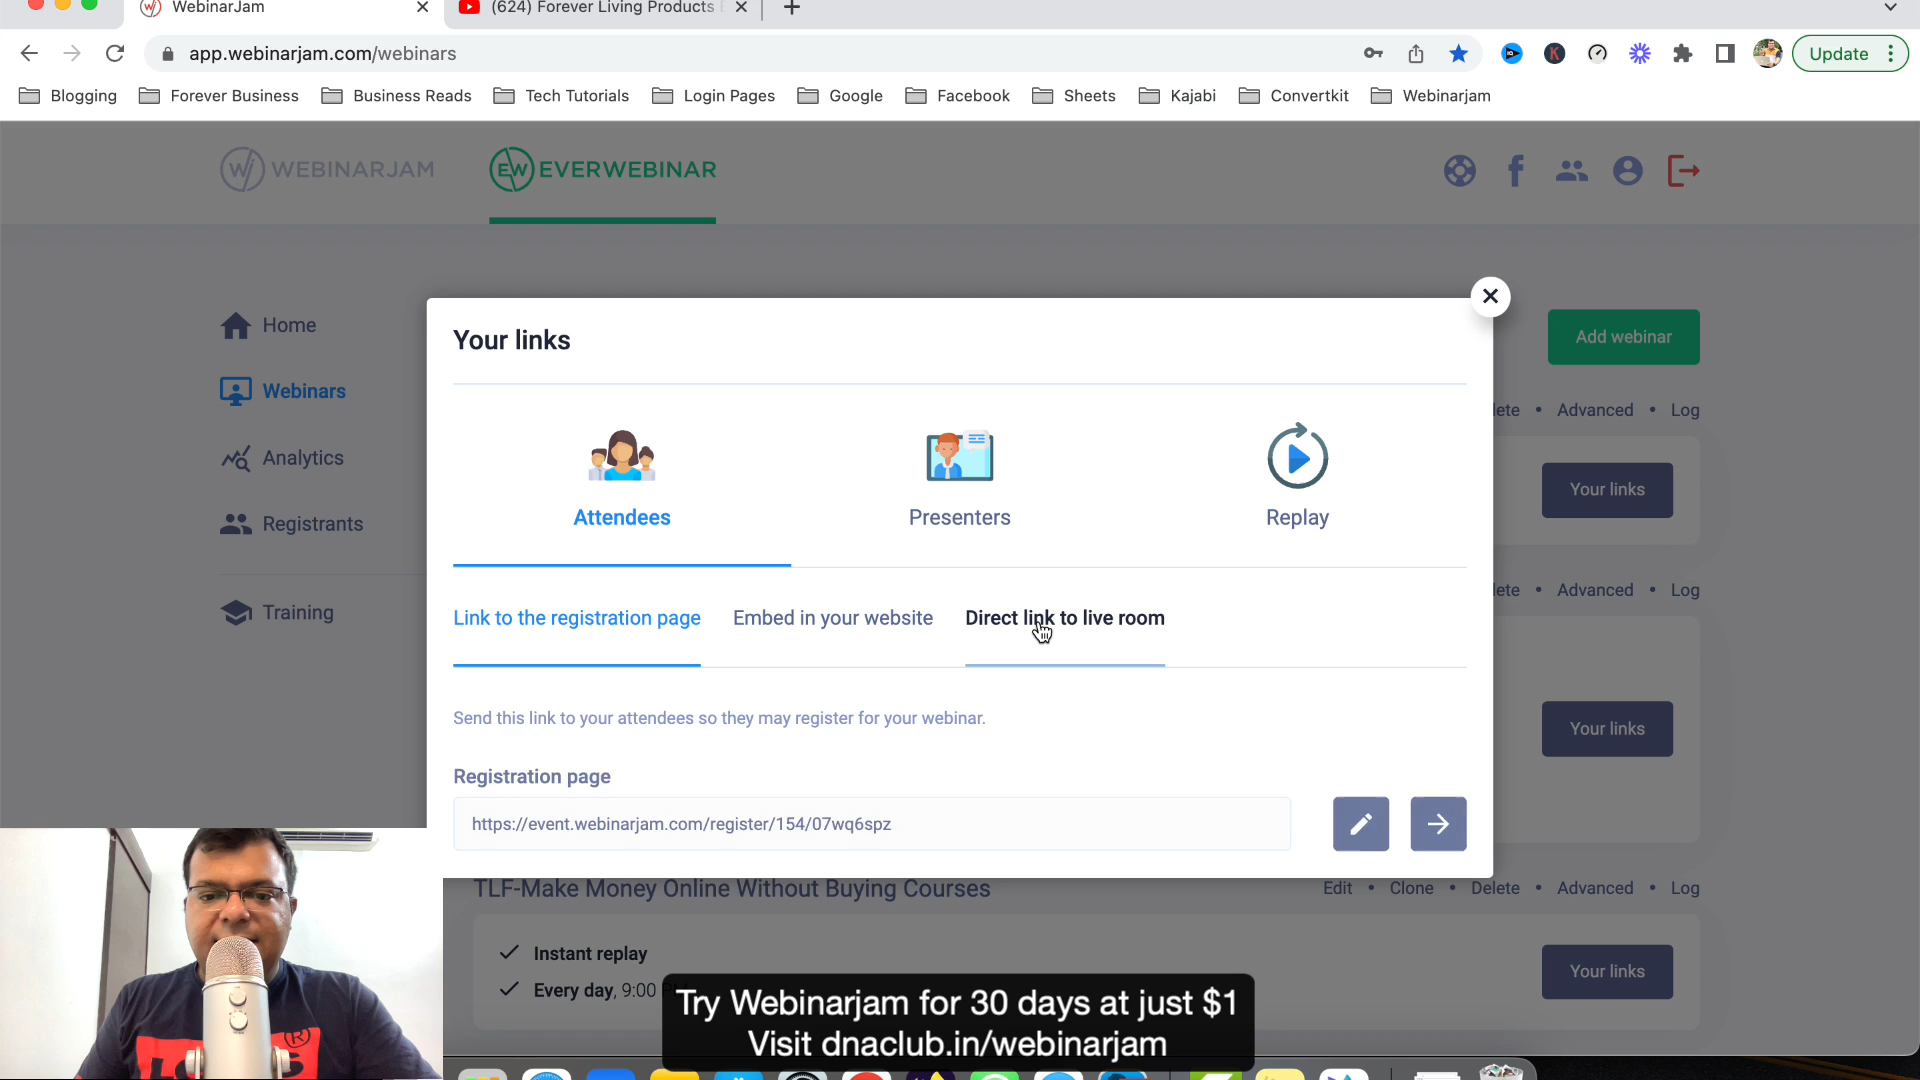 WebinarJam
(624) Forever Living Products
app.webinarjam.com/webinars
Update
Blogging
Forever Business
Business Reads
Tech Tutorials
Login Pages
Google
Facebook
Sheets
Kajabi
Convertkit
Webinarjam
WEBINARJAM
EVERWEBINAR
Home
Webinars
Analytics
Registrants
Training
Add webinar
Advanced • Log
Your links
Advanced • Log
Your links
Your links
Attendees
Presenters
Replay
Link to the registration page
Embed in your website
Direct link to live room
Send this link to your attendees so they may register for your webinar.
Registration page
https://event.webinarjam.com/register/154/07wq6spz
TLF-Make Money Online Without Buying Courses
Edit • Clone • Delete • Advanced • Log
Instant replay
Every day, 9:00
Your links
Try Webinarjam for 30 days at just $1
Visit dnaclub.in/webinarjam